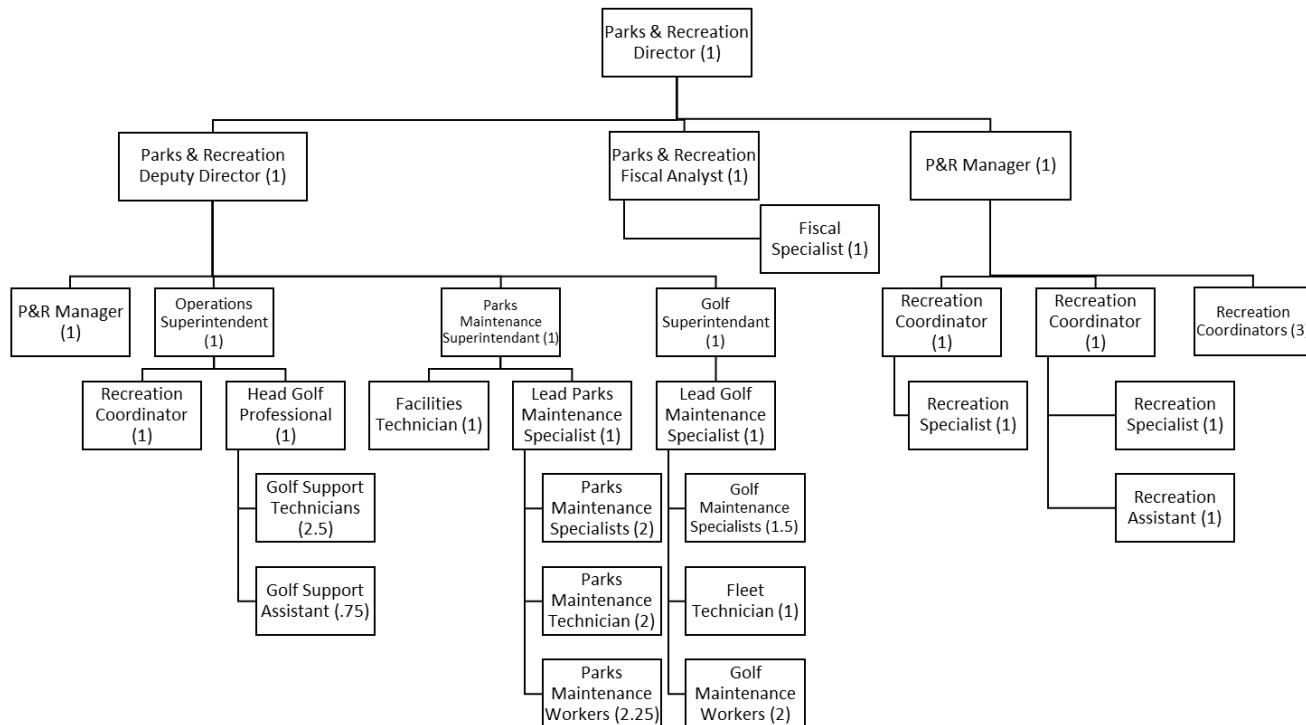 Parks & Recreation
Director (1)
Parks & Recreation
Deputy Director (1)
Parks & Recreation
Fiscal Analyst (1)
P&R Manager (1)
Fiscal
Specialist (1)
P&R Manager
(1)
Operations
Superintendent
(1)
Parks
Maintenance
Superintendant (1)
Golf
Superintendant
(1)
Recreation
Coordinator
(1)
Recreation
Coordinator
(1)
Recreation
Coordinators (3)
Recreation
Coordinator
(1)
Head Golf
Professional
(1)
Facilities
Technician (1)
Lead Parks
Maintenance
Specialist (1)
Lead Golf
Maintenance
Specialist (1)
Recreation
Specialist (1)
Recreation
Specialist (1)
Golf Support
Technicians
(2.5)
Parks
Maintenance
Specialists (2)
Golf
Maintenance
Specialists (1.5)
Recreation
Assistant (1)
Golf Support
Assistant (.75)
Parks
Maintenance
Technician (2)
Fleet
Technician (1)
Parks
Maintenance
Workers (2.25)
Golf
Maintenance
Workers (2)